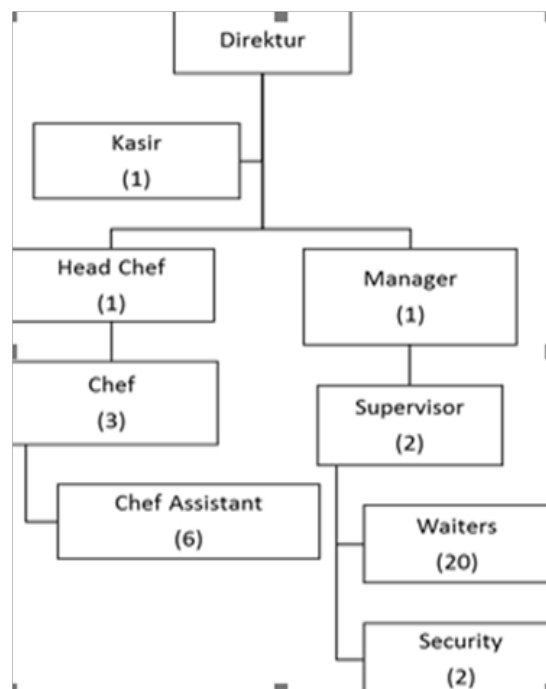 Direktur
Kasir
(1)
Head Chef
(1)
Manager
(1)
Chef
(3)
Supervisor
(2)
Chef Assistant
(6)
Waiters
(20)
Security
(2)